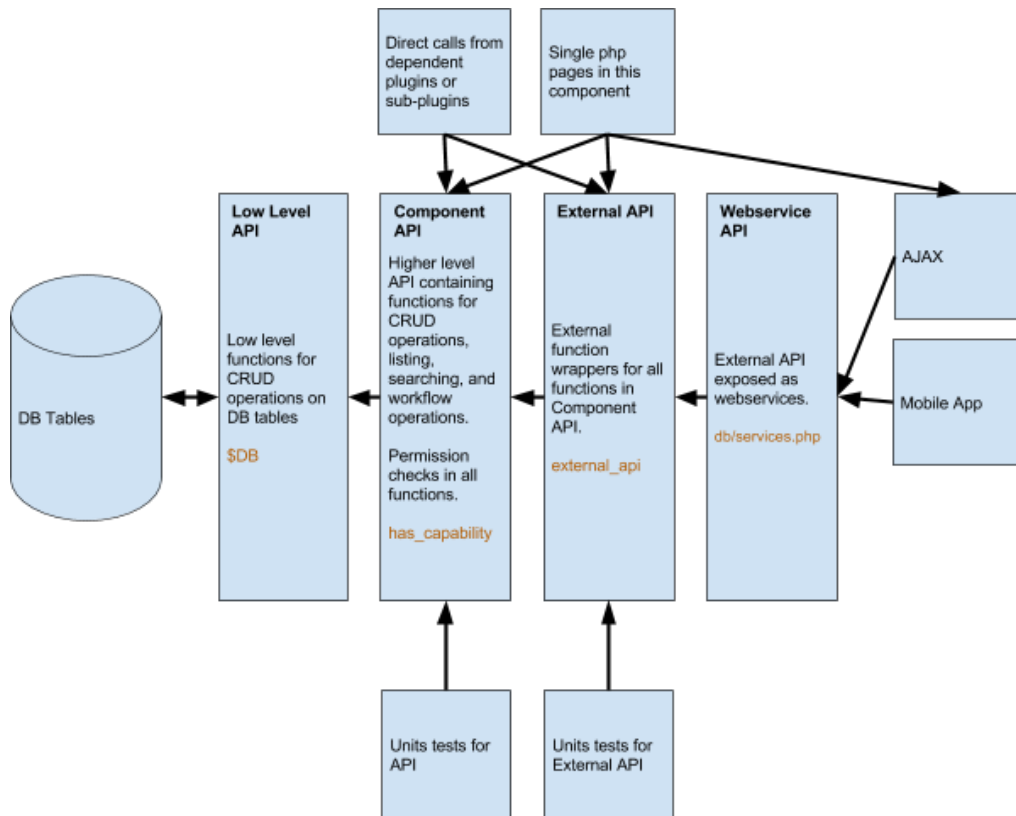 Direct calls from
dependent
plugins or
sub-plugins
Single php
pages in this
component
DB Tables
Low Level
API
Low level
functions for
CRUD
operations on
DB tables
$DB
Component
API
Higher level
API containing
functions for
CRUD
operations,
listing,
searching, and
workflow
operations.
Permission
checks in all
functions.
has_capability
External API
External
function
wrappers for all
functions in
Component
API.
external_api
Webservice
API
External API
exposed as
webservices.
db/services.php
AJAX
Mobile App
Units tests for
API
Units tests for
External API